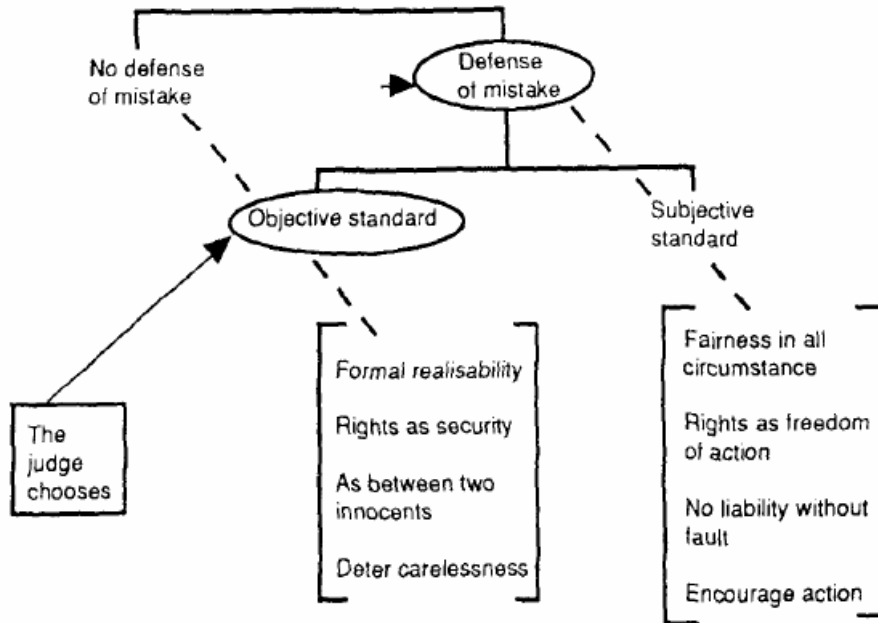 No defense
of mistake
Defense
of mistake
Objective standard
Subjective
standard
The
judge
chooses
Formal realisability
Rights as security
As between two
innocents
Deter carelessness
Fairness in all
circumstance
Rights as freedom
of action
No liability without
fault
Encourage action